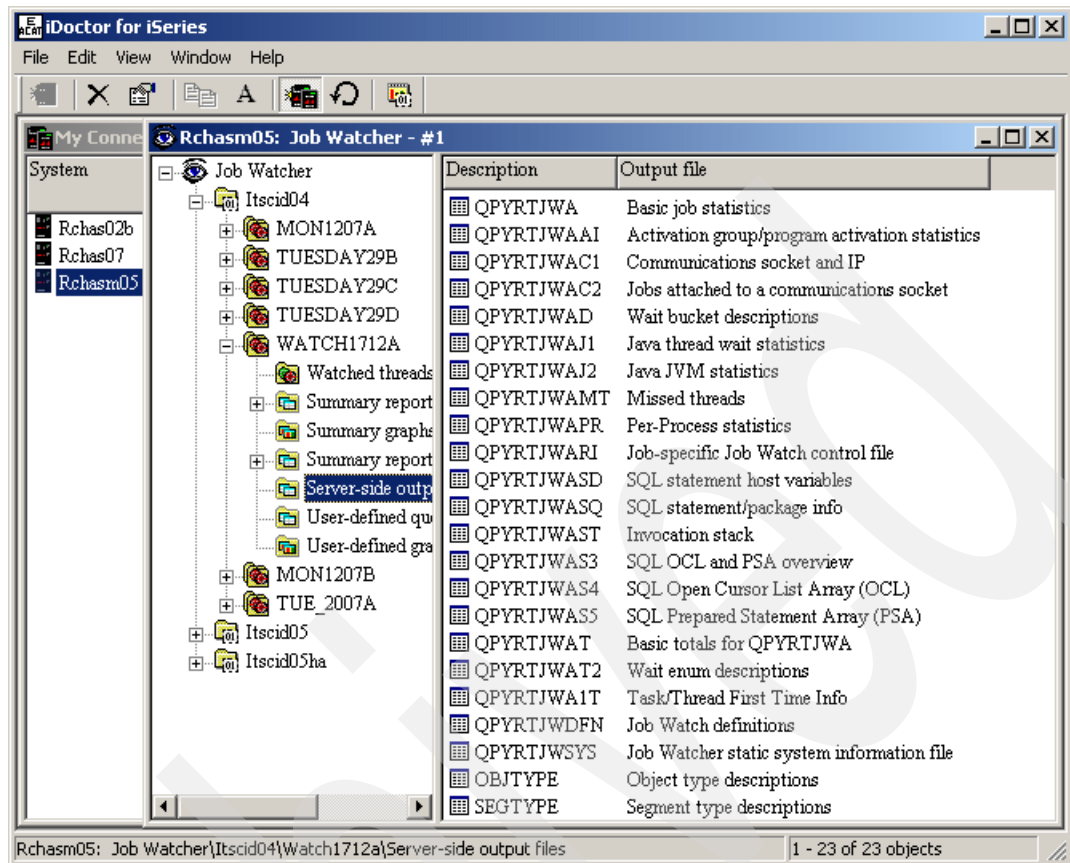 iDoctor for iSeries
File Edit View Window Help
My Conne
System
Rchas02b
Rchas07
Rchasm05
Rchasm05: Job Watcher - #1
Job Watcher
Itscid04
MON1207A
TUESDAY29B
TUESDAY29C
TUESDAY29D
WATCH1712A
Watched threads
Summary report
Summary graphs
Summary report
Server-side outp
User-defined qu
User-defined gra
MON1207B
TUE_2007A
Itscid05
Itscid05ha
Description Output file
QPYRTJWA Basic job statistics
QPYRTJWAAI Activation group/program activation statistics
QPYRTJWAC1 Communications socket and IP
QPYRTJWAC2 Jobs attached to a communications socket
QPYRTJWAD Wait bucket descriptions
QPYRTJWAJ1 Java thread wait statistics
QPYRTJWAJ2 Java JVM statistics
QPYRTJWAMT Missed threads
QPYRTJWAPR Per-Process statistics
QPYRTJWARI Job-specific Job Watch control file
QPYRTJWASD SQL statement host variables
QPYRTJWASQ SQL statement/package info
QPYRTJWAST Invocation stack
QPYRTJWAS3 SQL OCL and PSA overview
QPYRTJWAS4 SQL Open Cursor List Array (OCL)
QPYRTJWAS5 SQL Prepared Statement Array (PSA)
QPYRTJWAT Basic totals for QPYRTJWA
QPYRTJWAT2 Wait enum descriptions
QPYRTJWA1T Task/Thread First Time Info
QPYRTJWDFN Job Watch definitions
QPYRTJWSYS Job Watcher static system information file
OBJTYPE Object type descriptions
SEGTYPE Segment type descriptions
Rchasm05: Job Watcher\Itscid04\Watch1712a\Server-side output files
1 - 23 of 23 objects